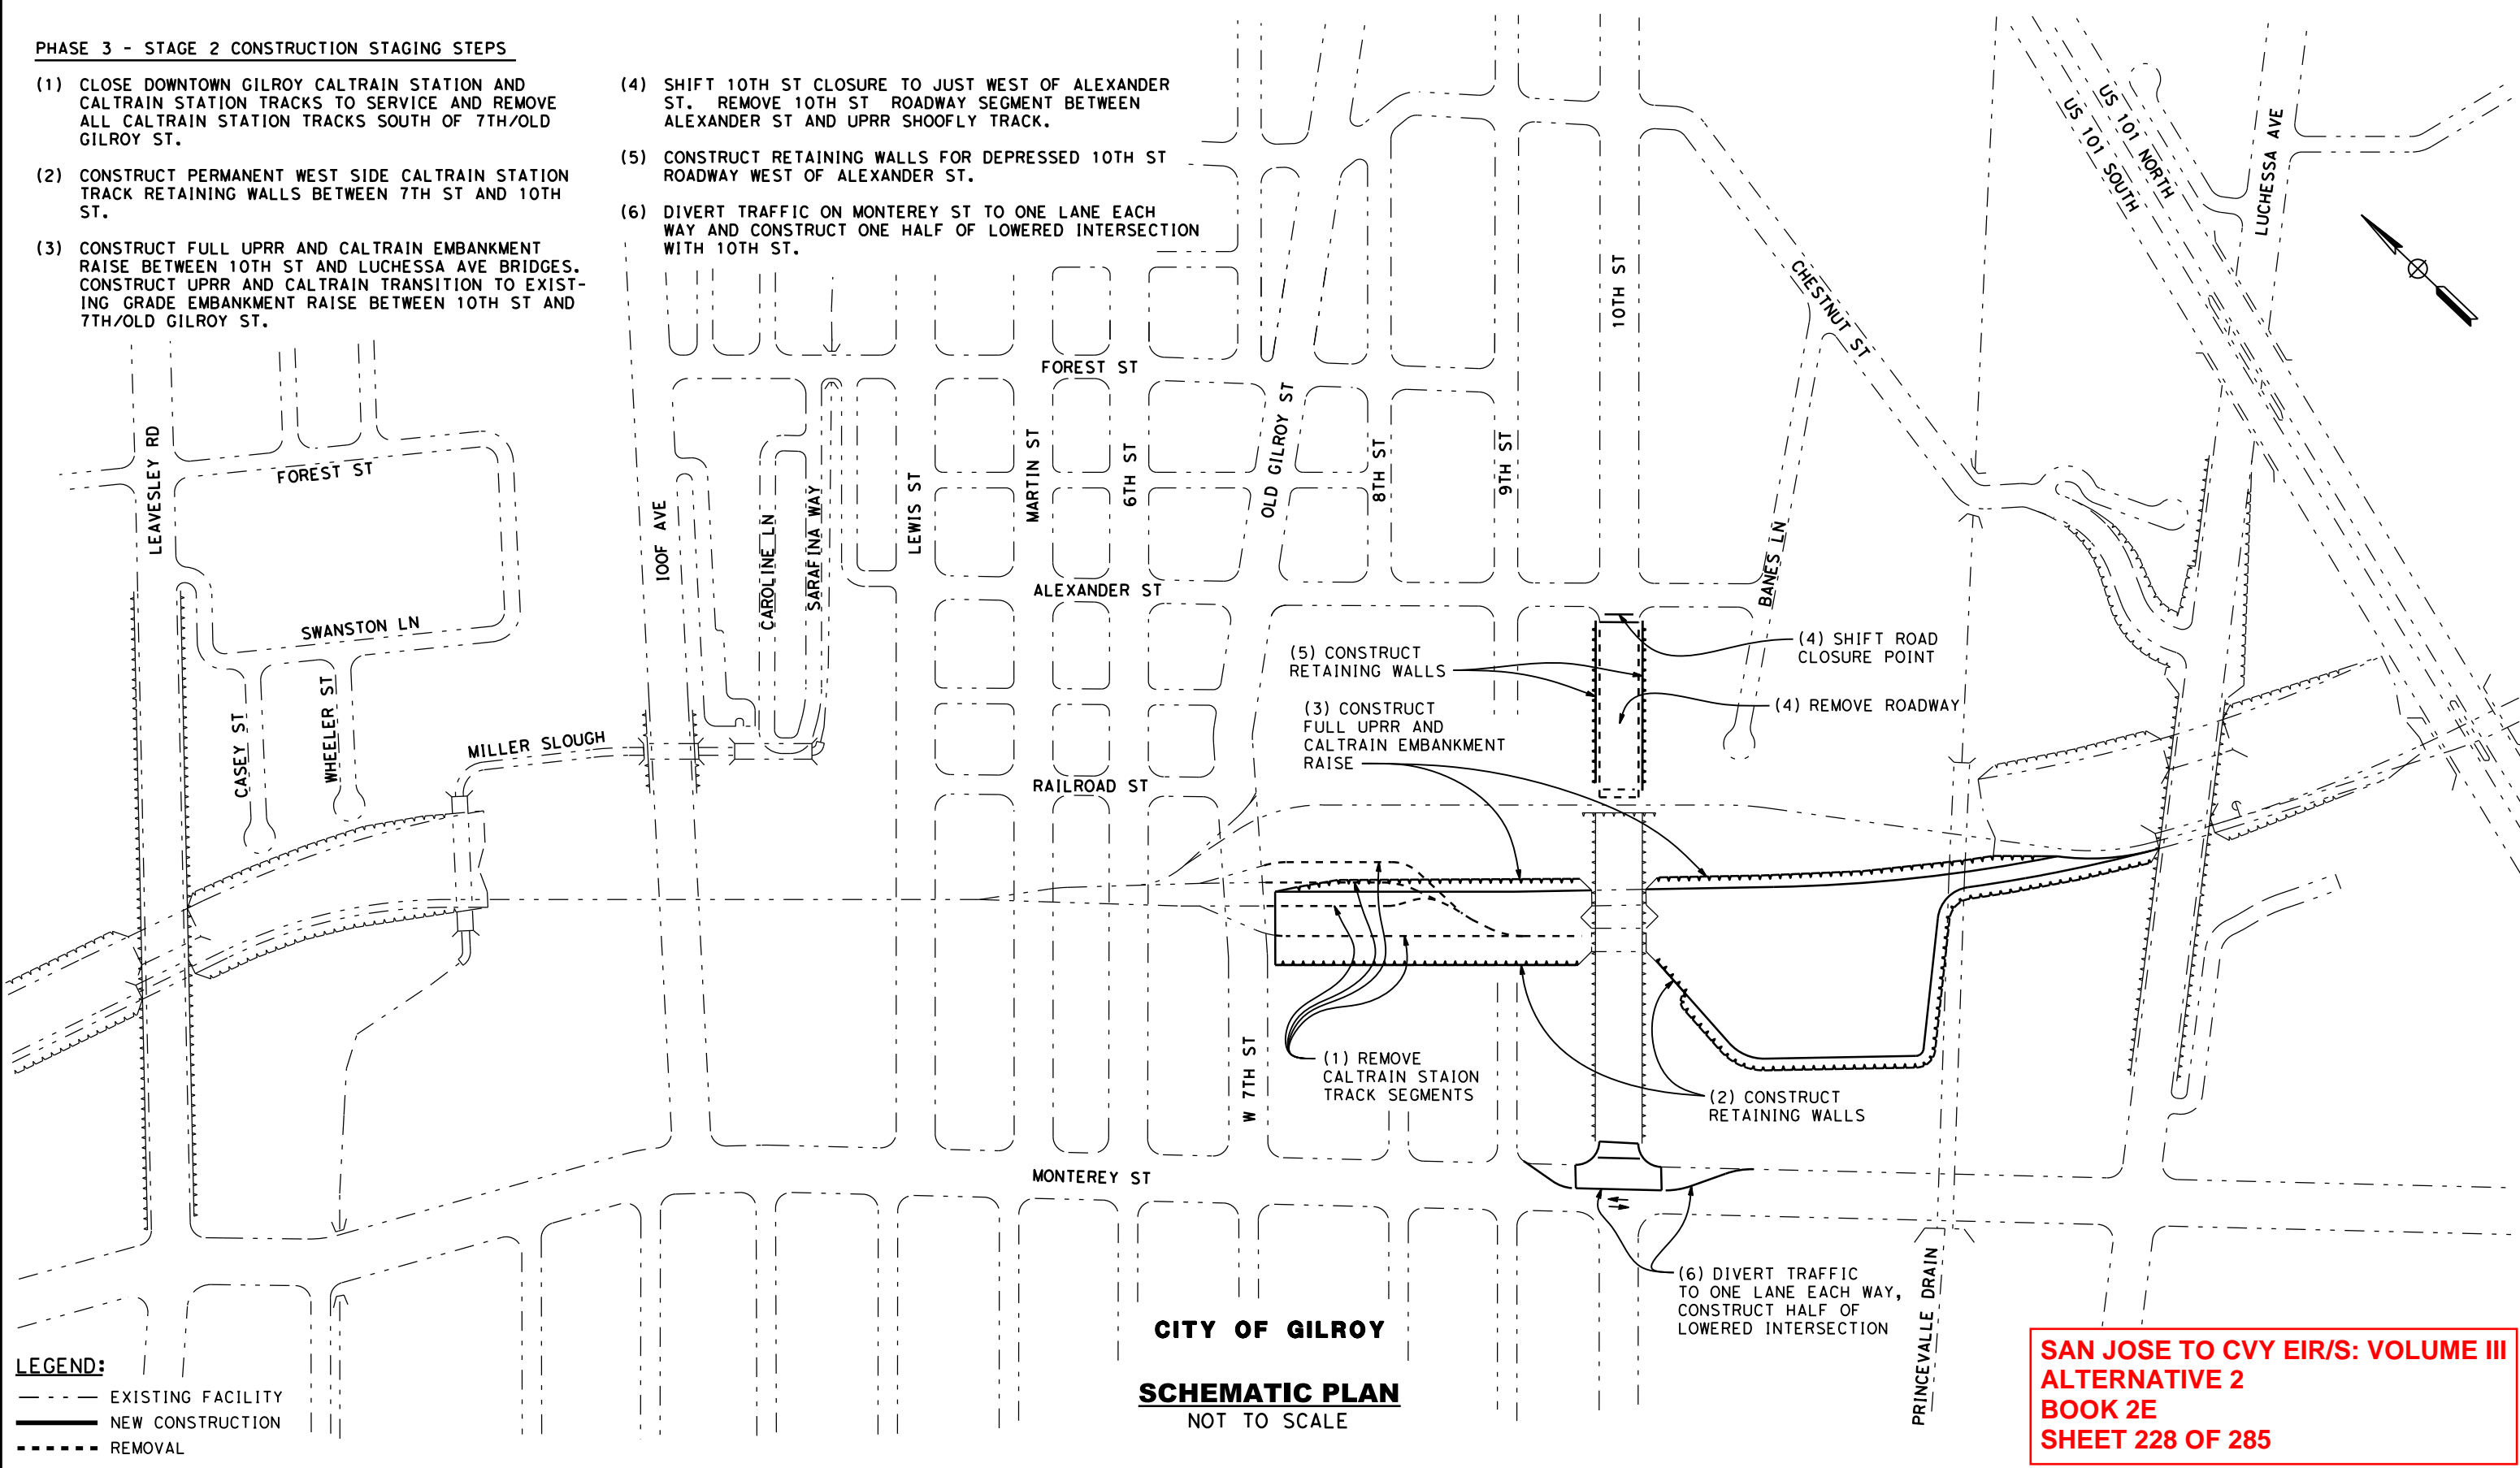 PHASE 3 - STAGE 2 CONSTRUCTION STAGING STEPS
(1) CLOSE DOWNTOWN GILROY CALTRAIN STATION AND
CALTRAIN STATION TRACKS TO SERVICE AND REMOVE
ALL CALTRAIN STATION TRACKS SOUTH OF 7TH/OLD
GILROY ST.
(2) CONSTRUCT PERMANENT WEST SIDE CALTRAIN STATION
TRACK RETAINING WALLS BETWEEN 7TH ST AND 10TH
ST.
(3) CONSTRUCT FULL UPRR AND CALTRAIN EMBANKMENT
RAISE BETWEEN 10TH ST AND LUCHESSA AVE BRIDGES.
CONSTRUCT UPRR AND CALTRAIN TRANSITION TO EXIST-
ING GRADE EMBANKMENT RAISE BETWEEN 10TH ST AND
7TH/OLD GILROY ST.
(4) SHIFT 10TH ST CLOSURE TO JUST WEST OF ALEXANDER
ST. REMOVE 10TH ST ROADWAY SEGMENT BETWEEN
ALEXANDER ST AND UPRR SHOOFLY TRACK.
(5) CONSTRUCT RETAINING WALLS FOR DEPRESSED 10TH ST
ROADWAY WEST OF ALEXANDER ST.
(6) DIVERT TRAFFIC ON MONTEREY ST TO ONE LANE EACH
WAY AND CONSTRUCT ONE HALF OF LOWERED INTERSECTION
WITH 10TH ST.
US 101 SOUTH
US 101 NORTH
LUCHESSA AVE
10TH ST
CHESTNUT ST
FOREST ST
LEAVESLEY RD
FOREST ST
IOOF AVE
CAROLINE LN
SARAFINA WAY
LEWIS ST
MARTIN ST
6TH ST
OLD GILROY ST
8TH ST
9TH ST
BANES LN
ALEXANDER ST
SWANSTON LN
CASEY ST
WHEELER ST
MILLER SLOUGH
RAILROAD ST
(5) CONSTRUCT
RETAINING WALLS
(4) SHIFT ROAD
CLOSURE POINT
(3) CONSTRUCT
FULL UPRR AND
CALTRAIN EMBANKMENT
RAISE
(4) REMOVE ROADWAY
W 7TH ST
(1) REMOVE
CALTRAIN STAION
TRACK SEGMENTS
(2) CONSTRUCT
RETAINING WALLS
MONTEREY ST
(6) DIVERT TRAFFIC
TO ONE LANE EACH WAY,
CONSTRUCT HALF OF
LOWERED INTERSECTION
PRINCEVALLE DRAIN
CITY OF GILROY
SCHEMATIC PLAN
NOT TO SCALE
LEGEND:
EXISTING FACILITY
NEW CONSTRUCTION
REMOVAL
SAN JOSE TO CVY EIR/S: VOLUME III
ALTERNATIVE 2
BOOK 2E
SHEET 228 OF 285